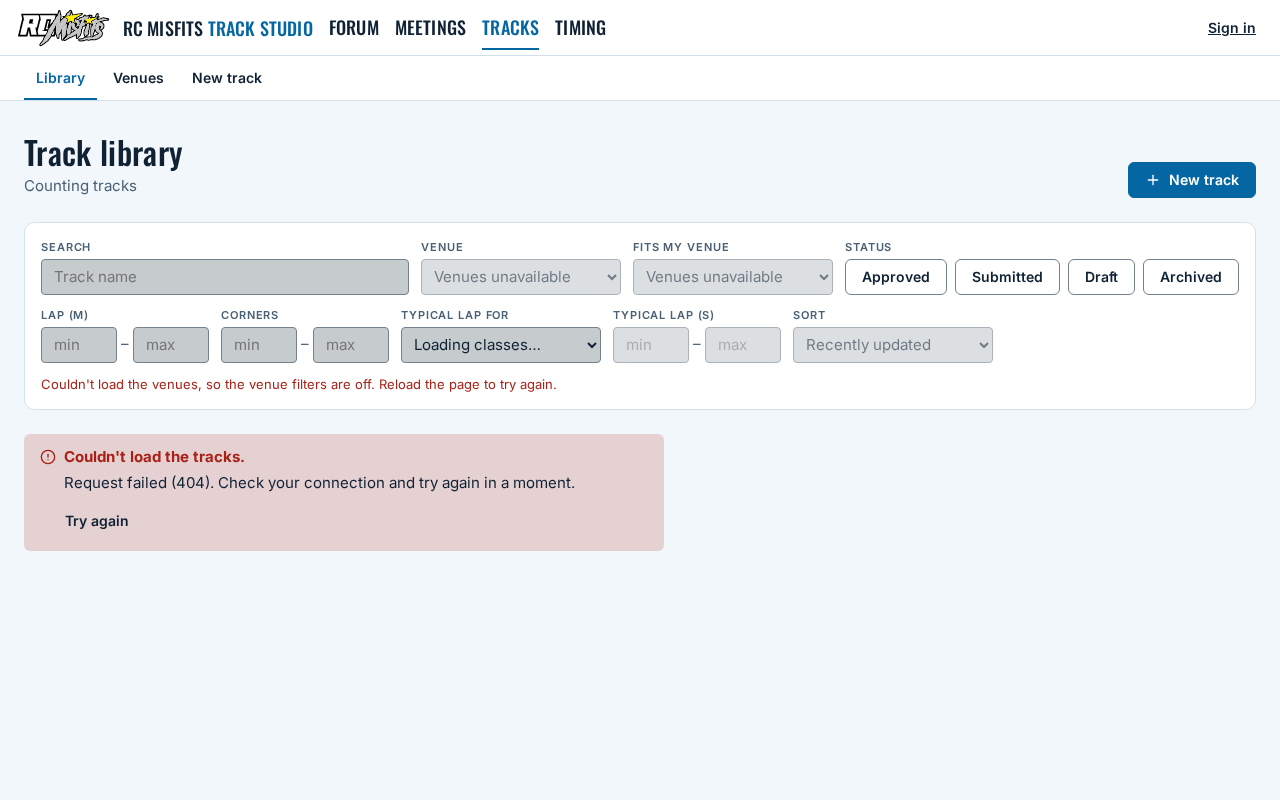 RC Misfits RC MISFITS TRACK STUDIO FORUM MEETINGS TRACKS TIMING Sign in
Library Venues New track
Track library
Counting tracks
+ New track
SEARCH VENUE FITS MY VENUE STATUS
Track name Venues unavailable Venues unavailable Approved Submitted Draft Archived
LAP (M) CORNERS TYPICAL LAP FOR TYPICAL LAP (S) SORT
min – max min – max Loading classes... min – max Recently updated
Couldn't load the venues, so the venue filters are off. Reload the page to try again.
Couldn't load the tracks.
Request failed (404). Check your connection and try again in a moment.
Try again